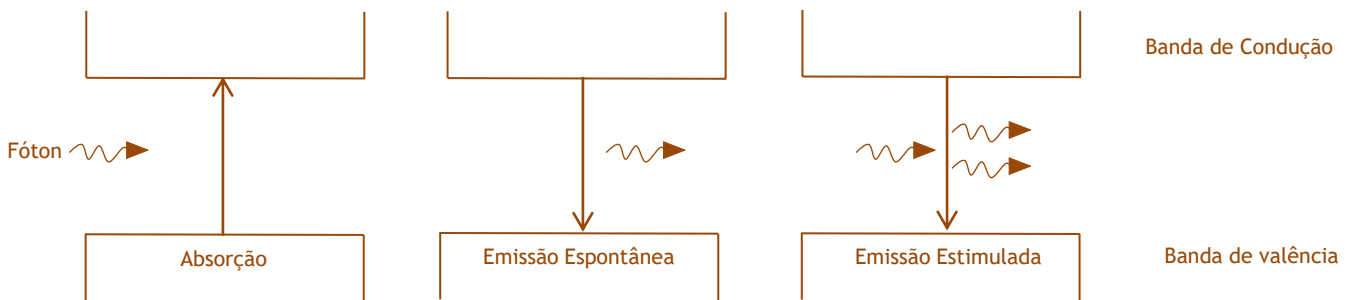 Banda de Condução
Fóton
Absorção
Emissão Espontânea
Emissão Estimulada
Banda de valência